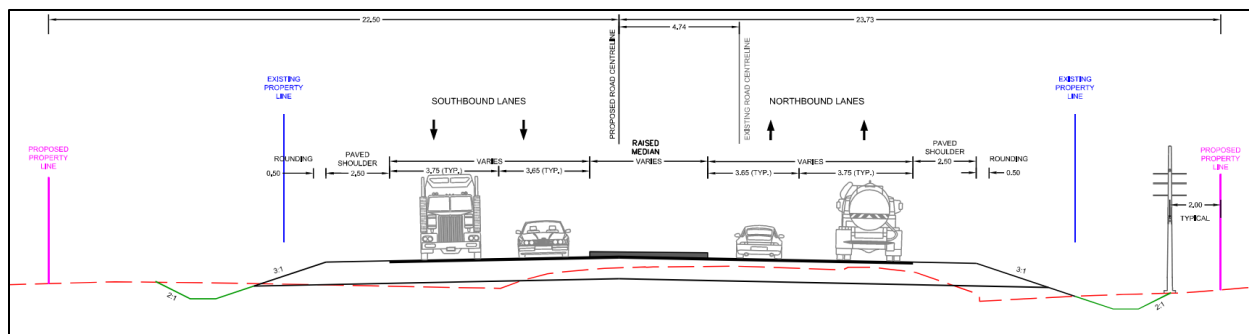 22.50
23.73
4.74
PROPOSED ROAD CENTRELINE
EXISTING ROAD CENTRELINE
EXISTING
PROPERTY
LINE
SOUTHBOUND LANES
NORTHBOUND LANES
EXISTING
PROPERTY
LINE
PROPOSED
PROPERTY
LINE
ROUNDING
0.50
PAVED
SHOULDER
2.50
VARIES
3.75 (TYP.)
3.65 (TYP.)
RAISED
MEDIAN
VARIES
VARIES
3.65 (TYP.)
3.75 (TYP.)
PAVED
SHOULDER
2.50
ROUNDING
0.50
PROPOSED
PROPERTY
LINE
2.00
TYPICAL
3:1
3:1
2:1
2:1